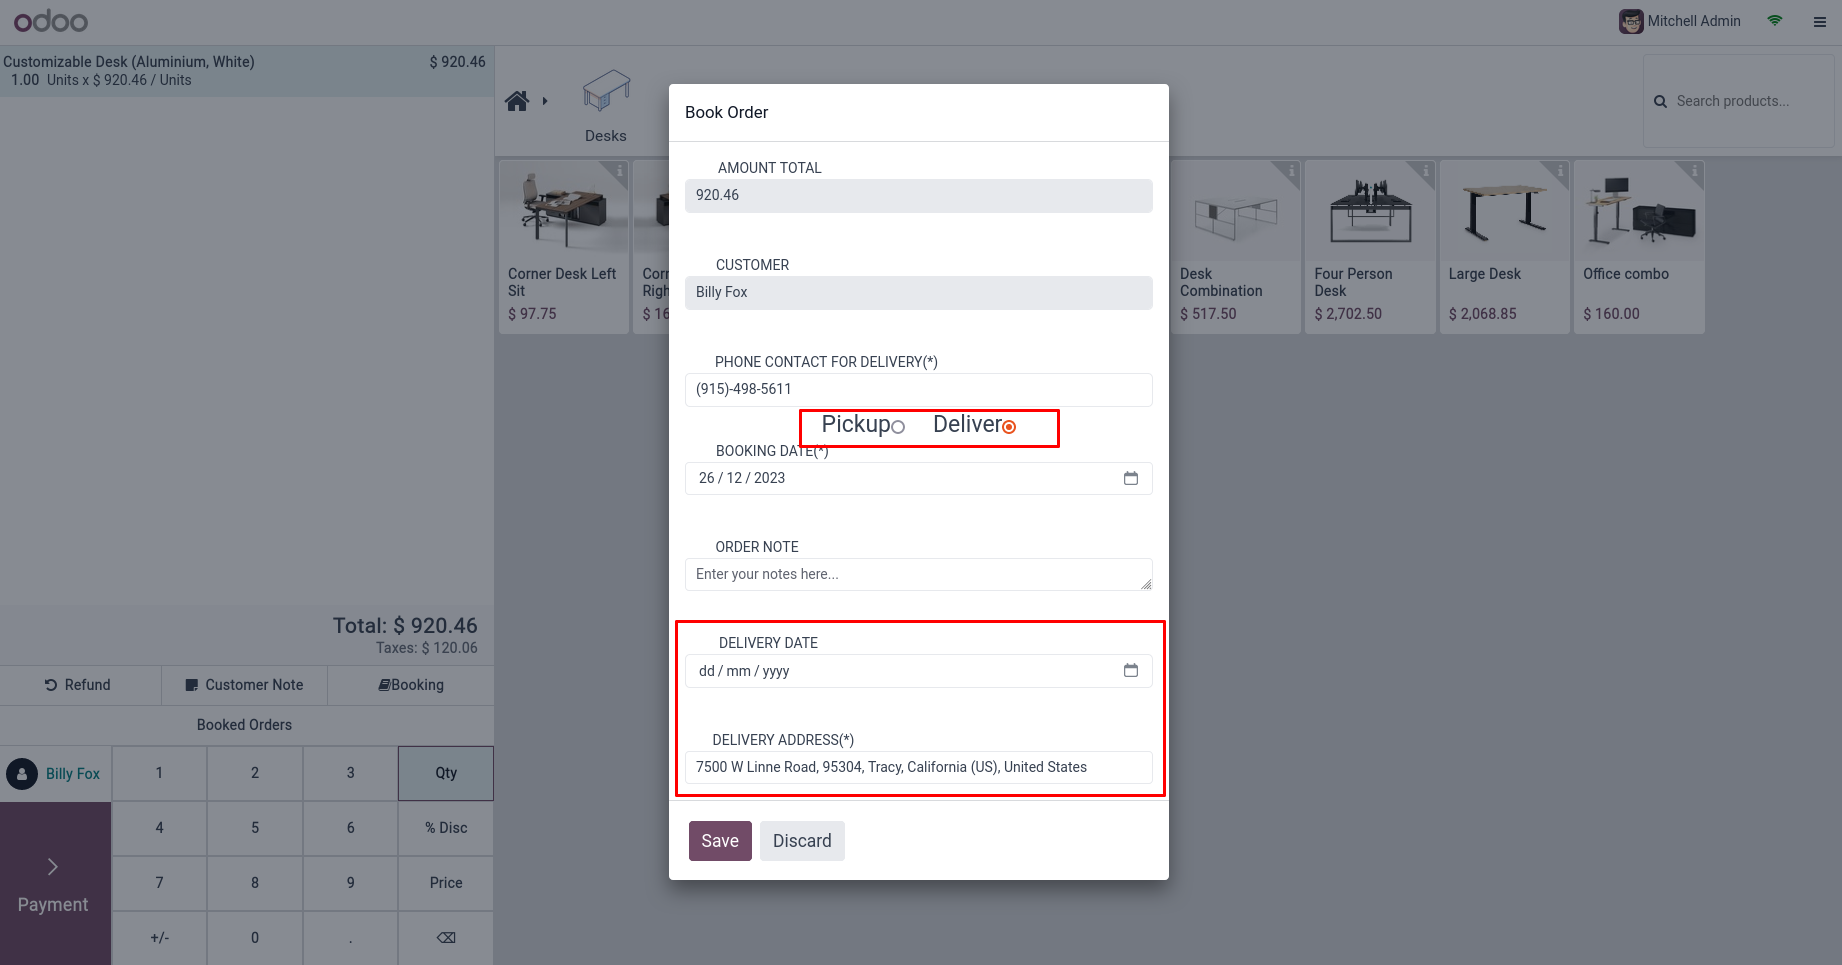 odoo
Mitchell Admin
Customizable Desk (Aluminium, White) $ 920.46
1.00 Units x $ 920.46 / Units
Desks
Search products...
Corner Desk Left
Sit
$ 97.75
Corn
Righ
$ 16
Desk
Combination
$ 517.50
Four Person
Desk
$ 2,702.50
Large Desk
$ 2,068.85
Office combo
$ 160.00
Book Order
AMOUNT TOTAL
920.46
CUSTOMER
Billy Fox
PHONE CONTACT FOR DELIVERY(*)
(915)-498-5611
Pickup Deliver
BOOKING DATE(*)
26 / 12 / 2023
ORDER NOTE
Enter your notes here...
DELIVERY DATE
dd / mm / yyyy
DELIVERY ADDRESS(*)
7500 W Linne Road, 95304, Tracy, California (US), United States
Save Discard
Total: $ 920.46
Taxes: $ 120.06
Refund Customer Note Booking
Booked Orders
Billy Fox 1 2 3 Qty
4 5 6 % Disc
7 8 9 Price
Payment
+/- 0 . ⌫